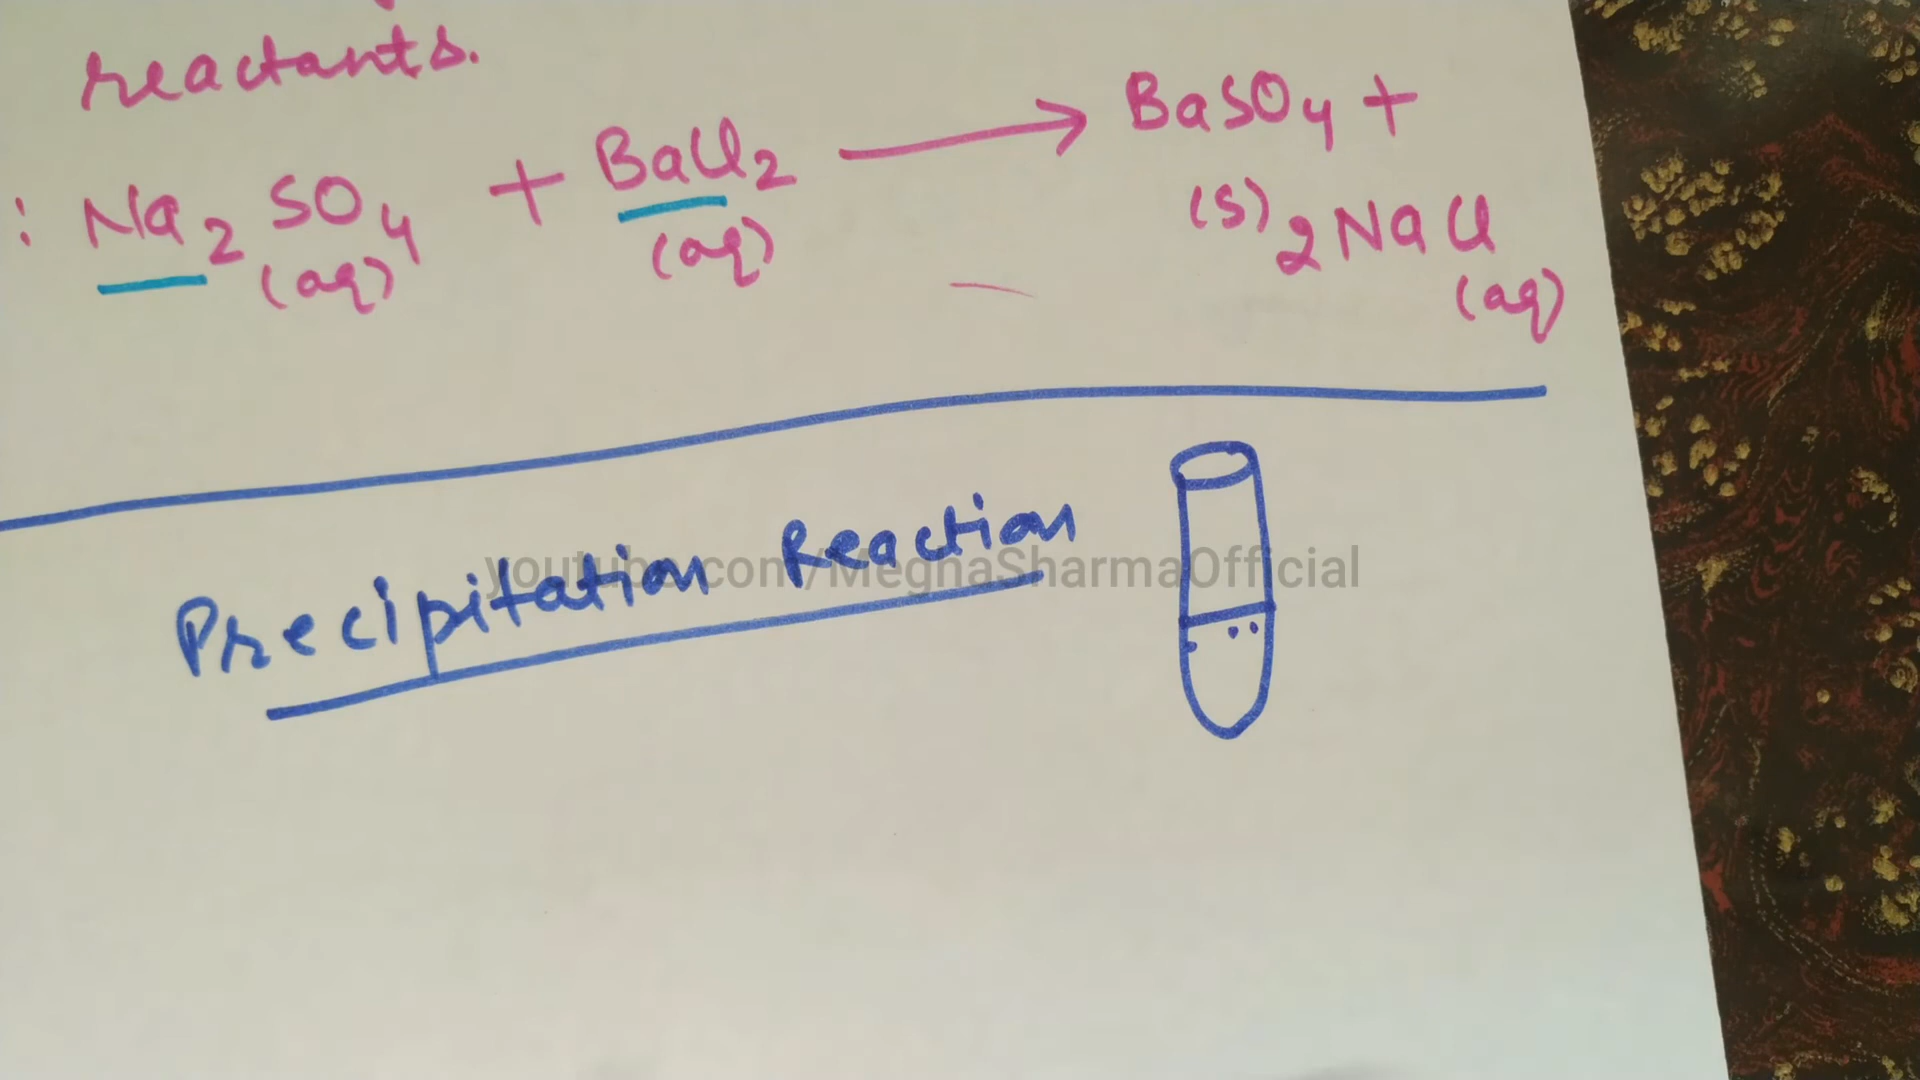 reactants.
: Na2SO4 + BaCl2 ⟶ BaSO4 +
(aq) (aq) (s) 2NaCl
(aq)
Precipitation Reaction
youtube.com/MeghaSharmaOfficial